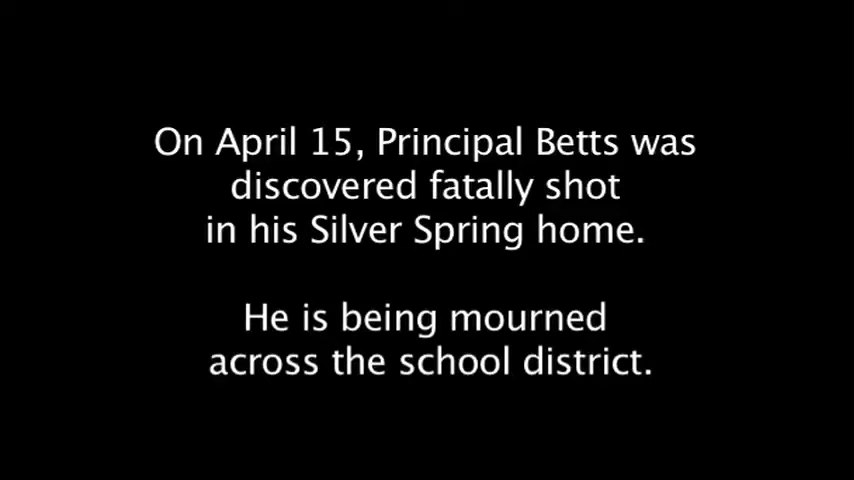 On April 15, Principal Betts was
discovered fatally shot
in his Silver Spring home.
He is being mourned
across the school district.